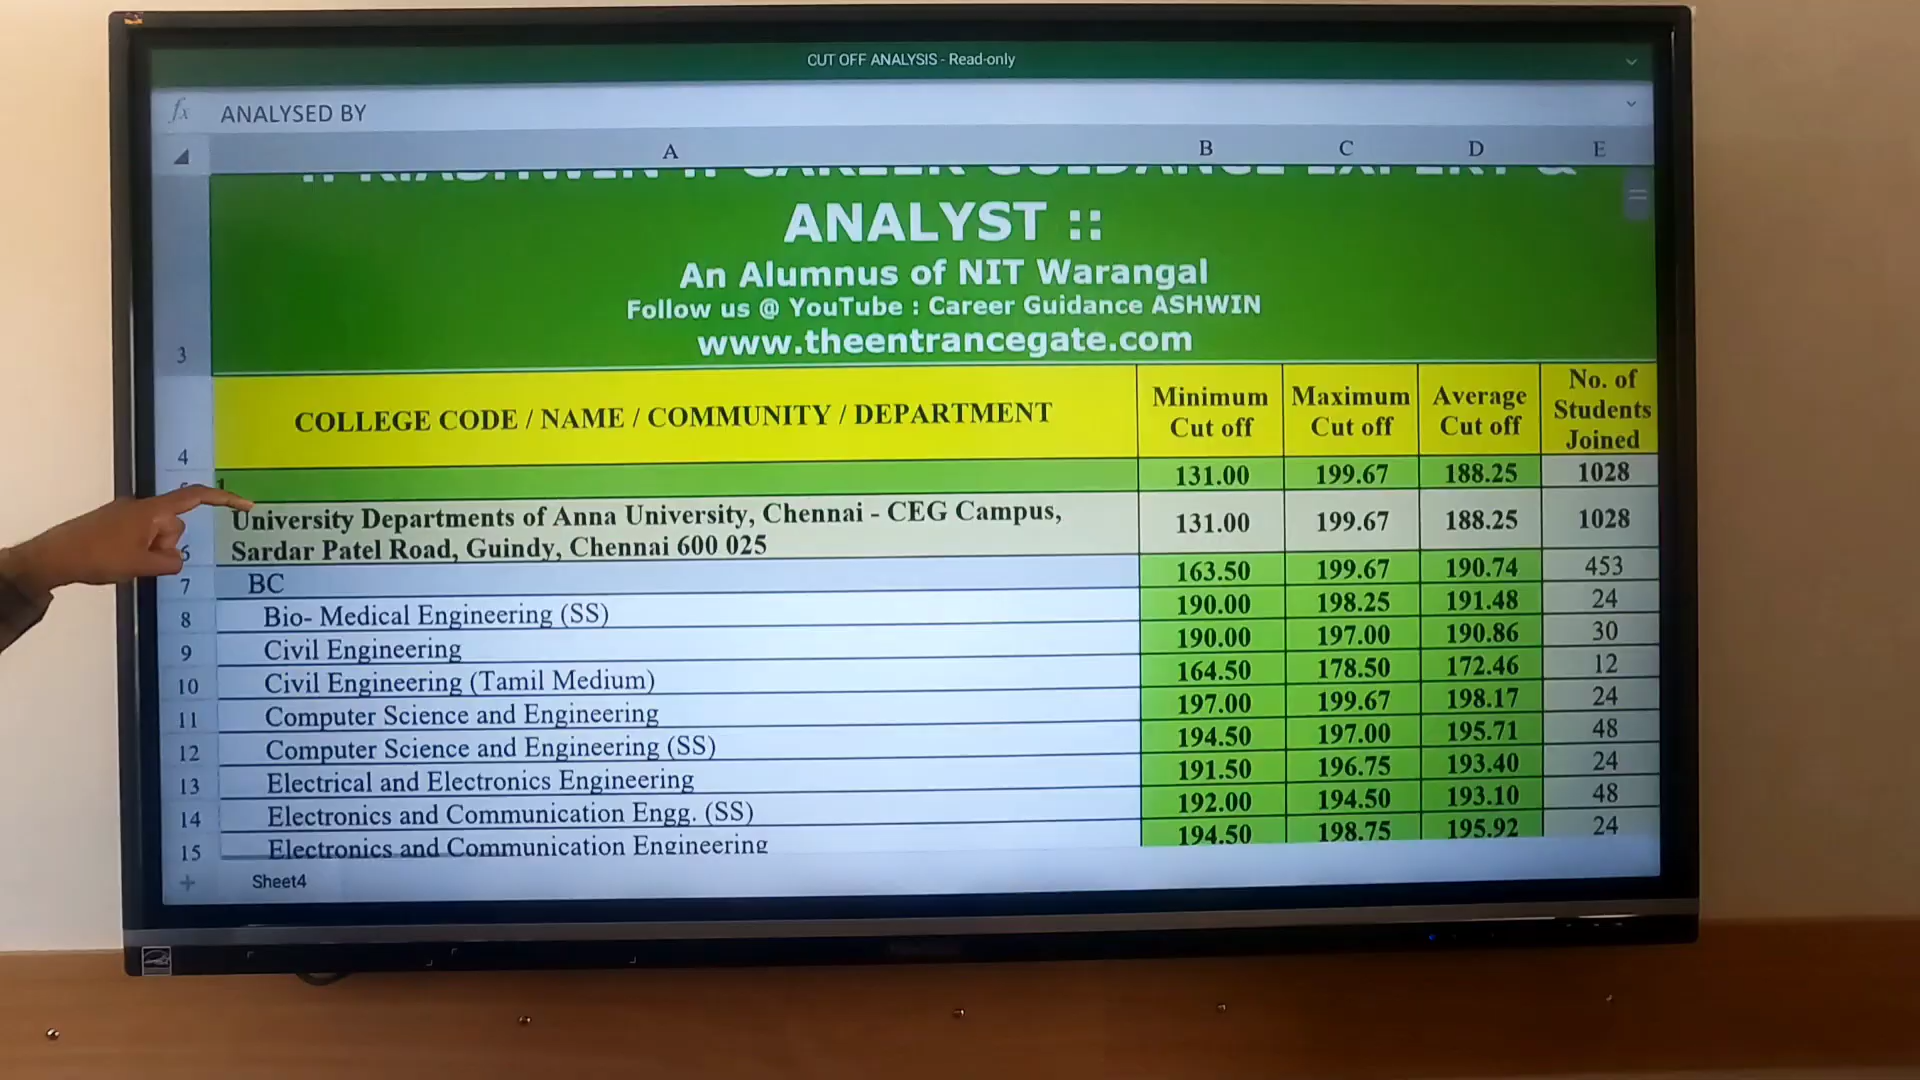 CUT OFF ANALYSIS - Read-only
fx ANALYSED BY
A B C D E
ANALYST ::
An Alumnus of NIT Warangal
Follow us @ YouTube : Career Guidance ASHWIN
www.theentrancegate.com
3
4 COLLEGE CODE / NAME / COMMUNITY / DEPARTMENT Minimum Cut off Maximum Cut off Average Cut off No. of Students Joined
1 131.00 199.67 188.25 1028
University Departments of Anna University, Chennai - CEG Campus,
Sardar Patel Road, Guindy, Chennai 600 025 131.00 199.67 188.25 1028
7 BC 163.50 199.67 190.74 453
8 Bio- Medical Engineering (SS) 190.00 198.25 191.48 24
9 Civil Engineering 190.00 197.00 190.86 30
10 Civil Engineering (Tamil Medium) 164.50 178.50 172.46 12
11 Computer Science and Engineering 197.00 199.67 198.17 24
12 Computer Science and Engineering (SS) 194.50 197.00 195.71 48
13 Electrical and Electronics Engineering 191.50 196.75 193.40 24
14 Electronics and Communication Engg. (SS) 192.00 194.50 193.10 48
15 Electronics and Communication Engineering 194.50 198.75 195.92 24
+ Sheet4